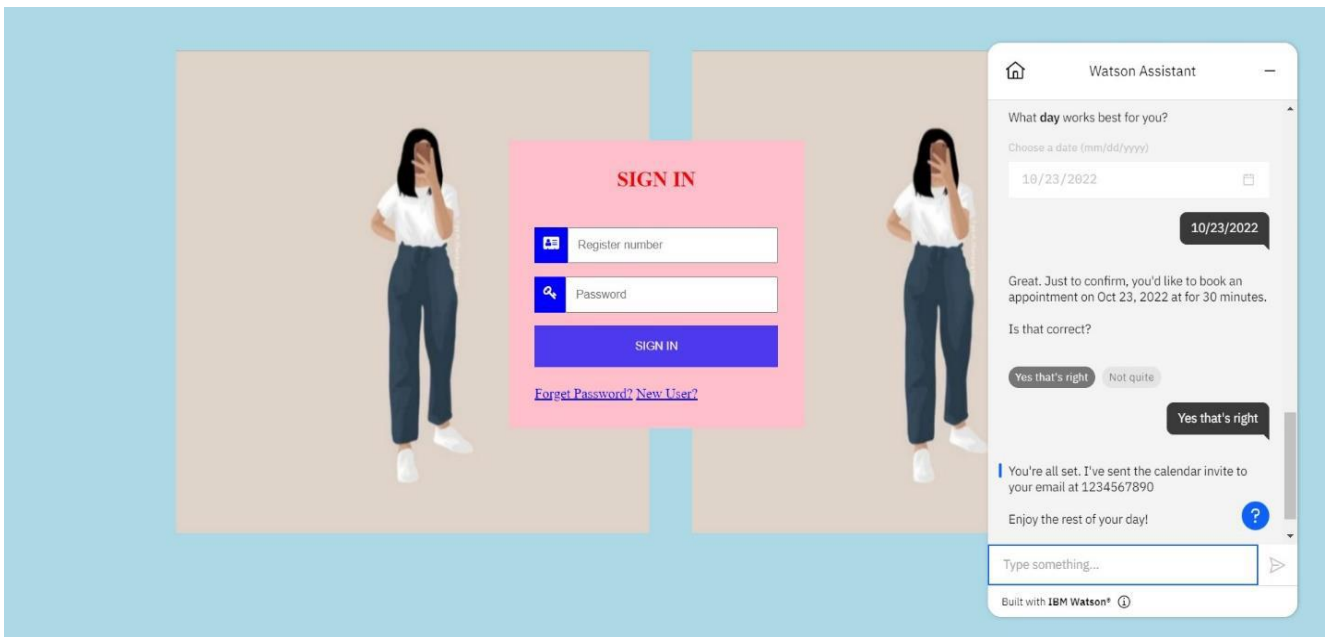 SIGN IN
Register number
Password
SIGN IN
Forget Password? New User?
Watson Assistant
What day works best for you?
Choose a date (mm/dd/yyyy)
10/23/2022
10/23/2022
Great. Just to confirm, you'd like to book an
appointment on Oct 23, 2022 at for 30 minutes.
Is that correct?
Yes that's right Not quite
Yes that's right
You're all set. I've sent the calendar invite to
your email at 1234567890
Enjoy the rest of your day!
?
Type something...
Built with IBM Watson®